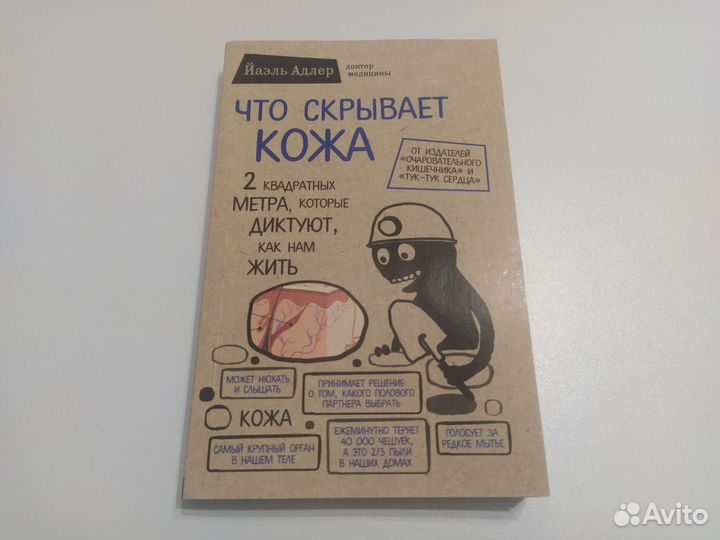 Йаэль Адлер
доктор
медицины
ЧТО СКРЫВАЕТ
КОЖА
ОТ ИЗДАТЕЛЕЙ
«ОЧАРОВАТЕЛЬНОГО
КИШЕЧНИКА» И
«ТУК-ТУК СЕРДЦА»
2 КВАДРАТНЫХ
МЕТРА, КОТОРЫЕ
ДИКТУЮТ,
КАК НАМ
ЖИТЬ
МОЖЕТ НЮХАТЬ
И СЛЫШАТЬ
ПРИНИМАЕТ РЕШЕНИЕ
О ТОМ, КАКОГО ПОЛОВОГО
ПАРТНЕРА ВЫБРАТЬ
КОЖА
САМЫЙ КРУПНЫЙ ОРГАН
В НАШЕМ ТЕЛЕ
ЕЖЕМИНУТНО ТЕРЯЕТ
40 000 ЧЕШУЕК,
А ЭТО 2/3 ПЫЛИ
В НАШИХ ДОМАХ
ГОЛОСУЕТ ЗА
РЕДКОЕ МЫТЬЕ
Avito